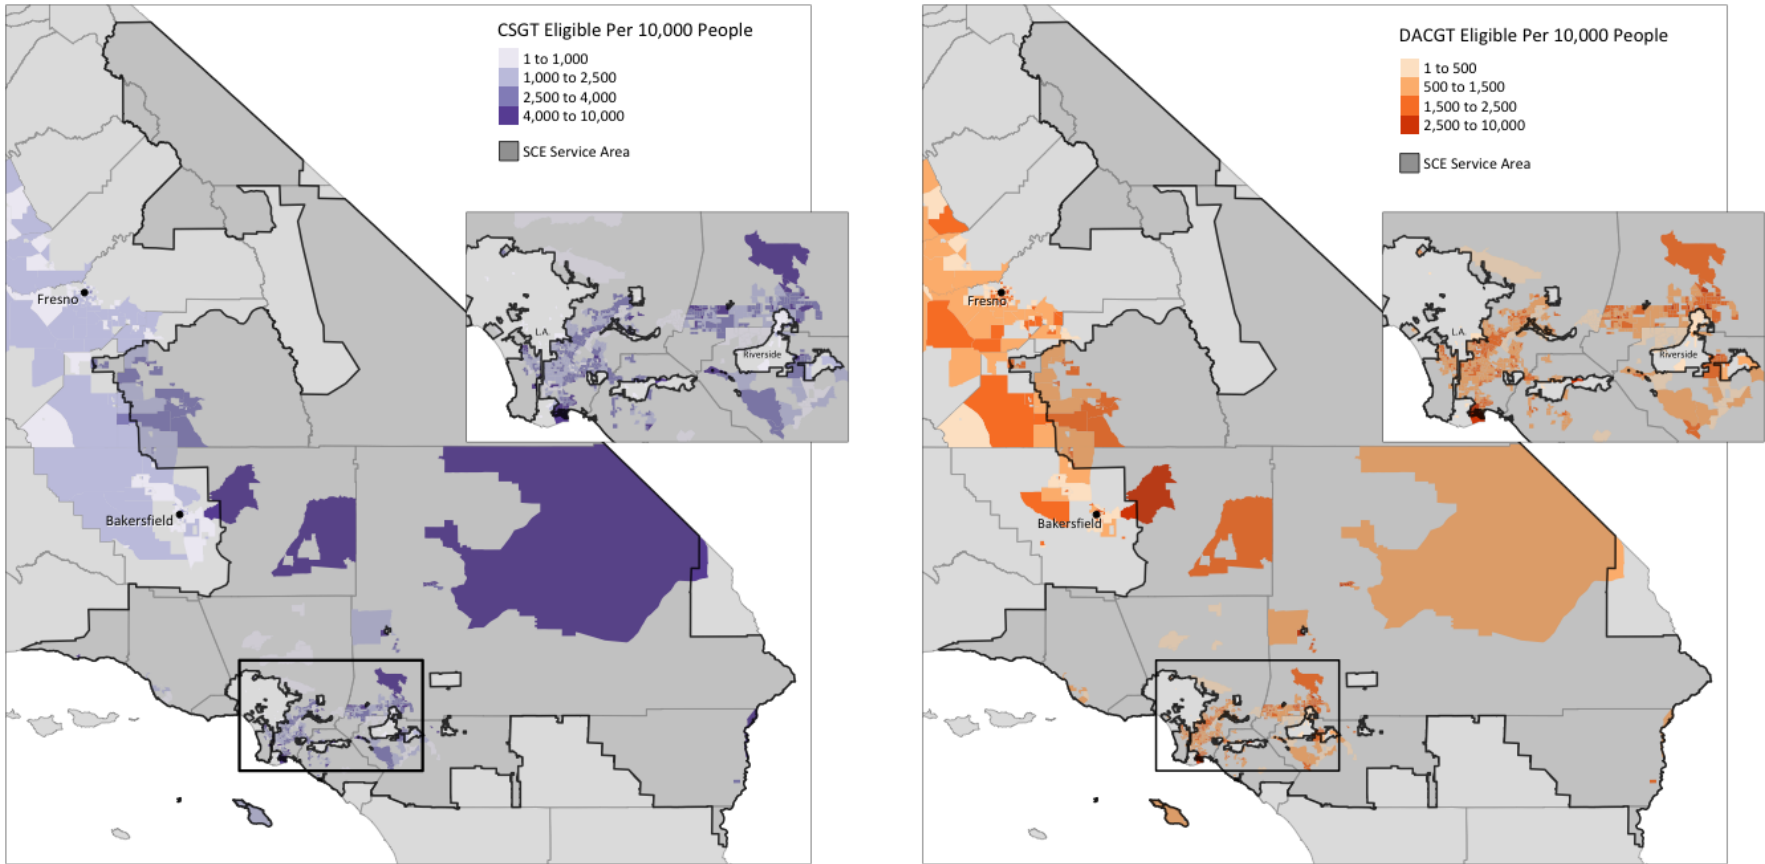 CSGT Eligible Per 10,000 People
1 to 1,000
1,000 to 2,500
2,500 to 4,000
4,000 to 10,000
SCE Service Area
Fresno
L.A.
Riverside
Bakersfield
DACGT Eligible Per 10,000 People
1 to 500
500 to 1,500
1,500 to 2,500
2,500 to 10,000
SCE Service Area
Fresno
L.A.
Riverside
Bakersfield